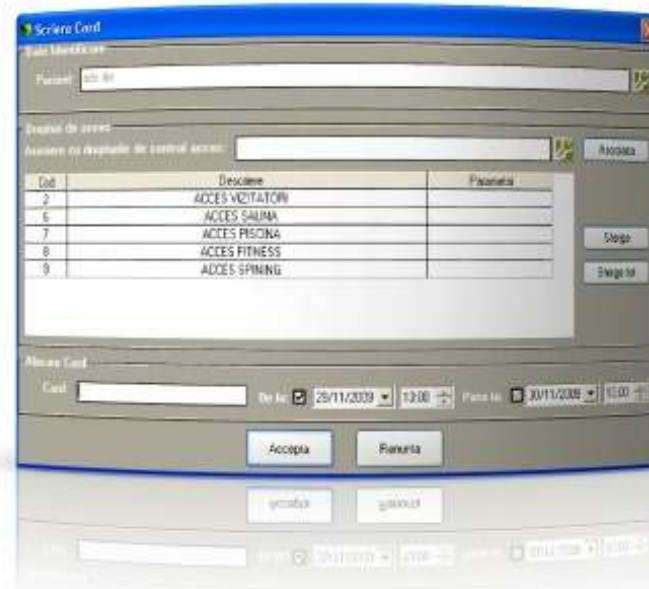 Scriere Card
Date Identificare
Drepturi de acces
Asociere cu drepturile de control acces:
Asociaza
Cod Descriere Parametrii
2 ACCES VIZITATORI
6 ACCES SAUNA
7 ACCES PISCINA
8 ACCES FITNESS
9 ACCES SPINING
Sterge
Sterge tot
Alocare Card
Card
De la: 29/11/2009 13:00 Pana la: 30/11/2009
Accepta Renunta